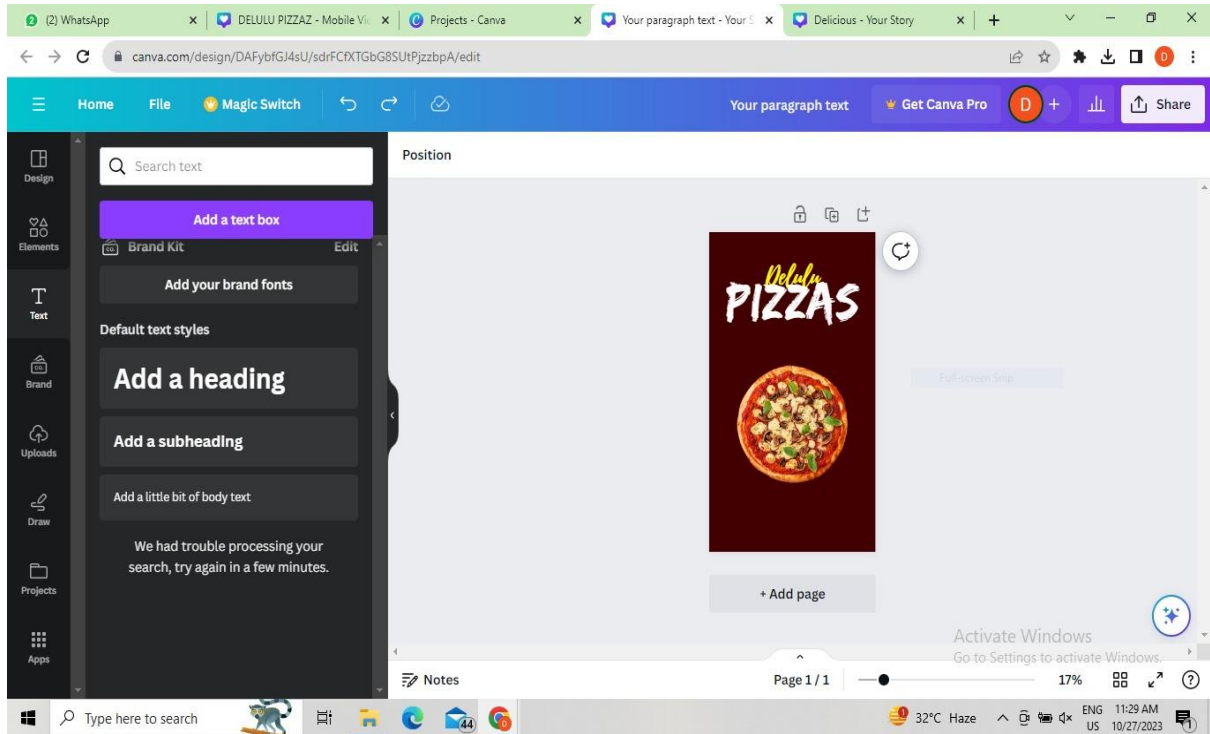 2 (2) WhatsApp
DELULU PIZZAZ - Mobile Vic
Projects - Canva
Your paragraph text - Your S
Delicious - Your Story
canva.com/design/DAFybfGJ4sU/sdrFCfXTGbG8SUtPjzzbpA/edit
D
Home File Magic Switch
Your paragraph text Get Canva Pro D + Share
Design
Elements
T
Text
CO.
Brand
Uploads
Draw
Projects
Apps
Search text
Add a text box
CO. Brand Kit Edit
Add your brand fonts
Default text styles
Add a heading
Add a subheading
Add a little bit of body text
We had trouble processing your
search, try again in a few minutes.
Position
Delulu
PIZZAS
Full-screen Snip
+ Add page
Activate Windows
Go to Settings to activate Windows.
Notes Page 1 / 1 17% ?
Type here to search 44 D 32°C Haze ENG 11:29 AM
US 10/27/2023 1